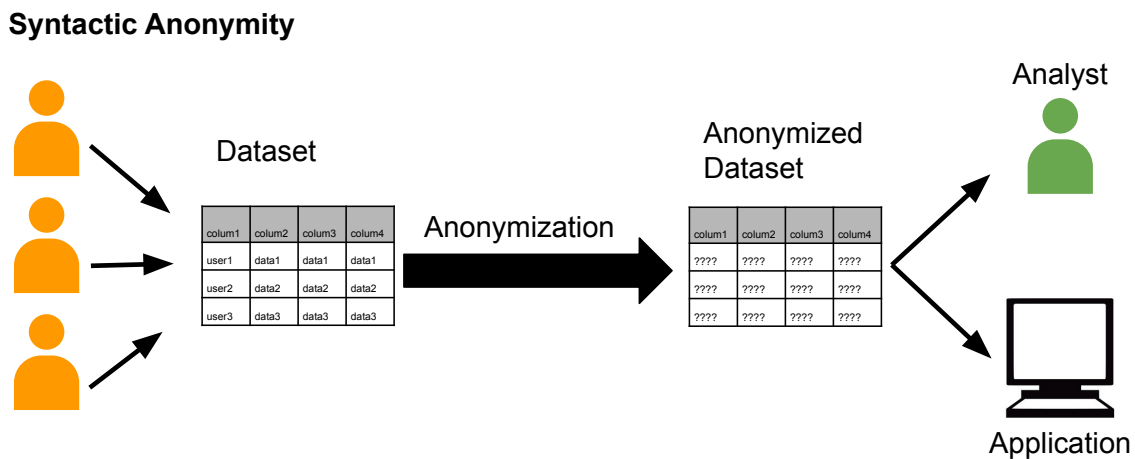 Syntactic Anonymity
Dataset
colum1 colum2 colum3 colum4
user1 data1 data1 data1
user2 data2 data2 data2
user3 data3 data3 data3
Anonymization
Anonymized
Dataset
colum1 colum2 colum3 colum4
???? ???? ???? ????
???? ???? ???? ????
???? ???? ???? ????
Analyst
Application